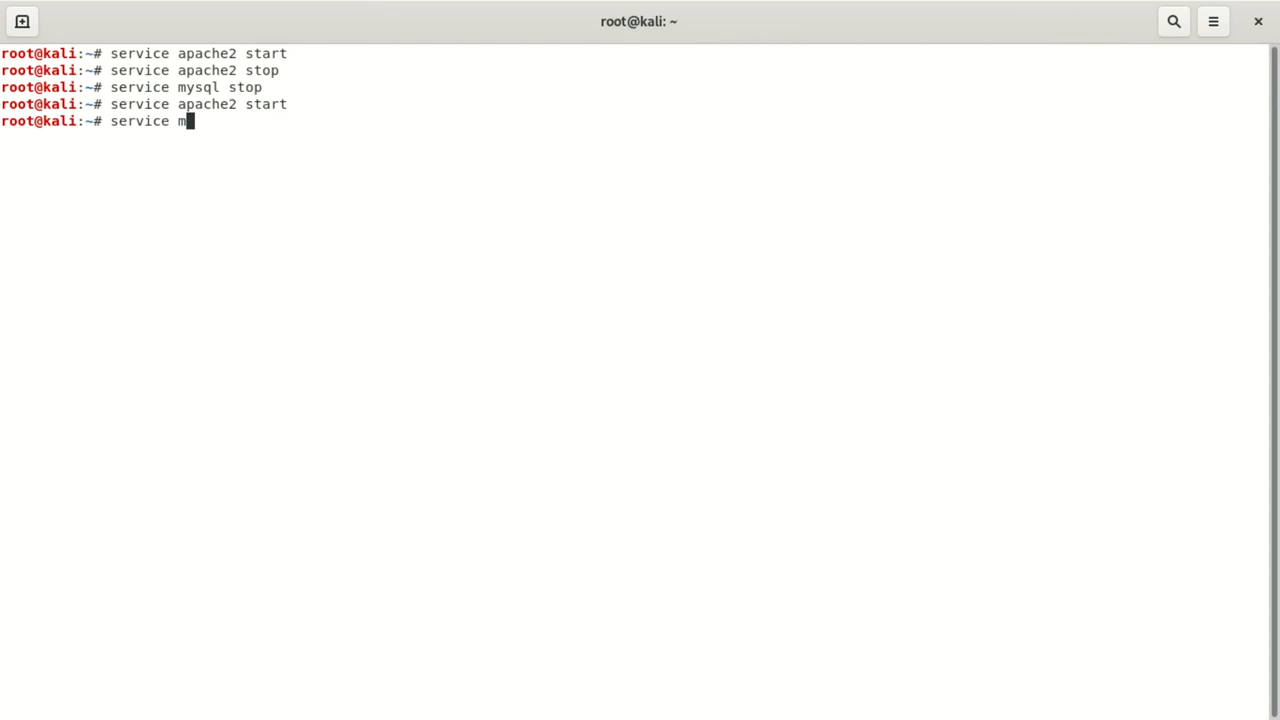 root@kali: ~
root@kali:~# service apache2 start
root@kali:~# service apache2 stop
root@kali:~# service mysql stop
root@kali:~# service apache2 start
root@kali:~# service m